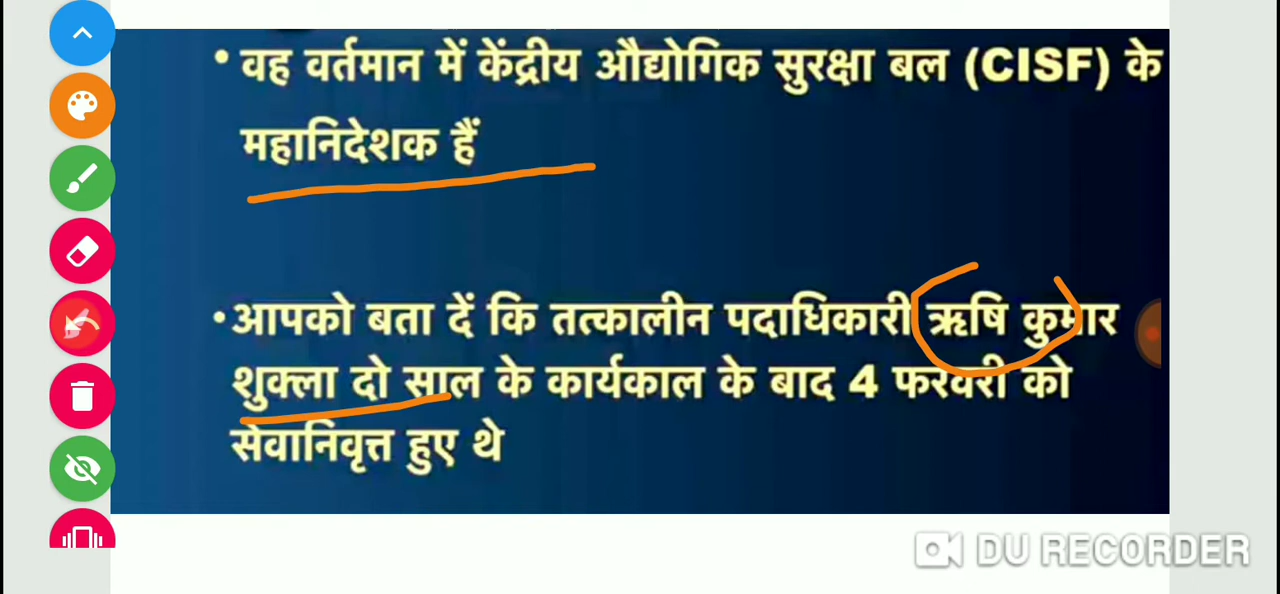 • वह वर्तमान में केंद्रीय औद्योगिक सुरक्षा बल (CISF) के
महानिदेशक हैं
• आपको बता दें कि तत्कालीन पदाधिकारी ऋषि कुमार
शुक्ला दो साल के कार्यकाल के बाद 4 फरवरी को
सेवानिवृत्त हुए थे
DU RECORDER